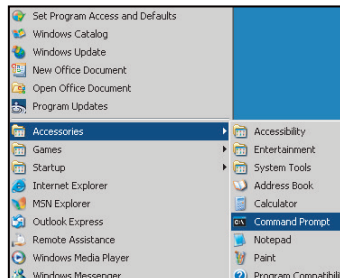 Set Program Access and Defaults
Windows Catalog
Windows Update
New Office Document
Open Office Document
Program Updates
Accessories
Games
Startup
Internet Explorer
MSN Explorer
Outlook Express
Remote Assistance
Windows Media Player
Windows Messenger
Accessibility
Entertainment
System Tools
Address Book
Calculator
Command Prompt
Notepad
Paint
Program Compatibili